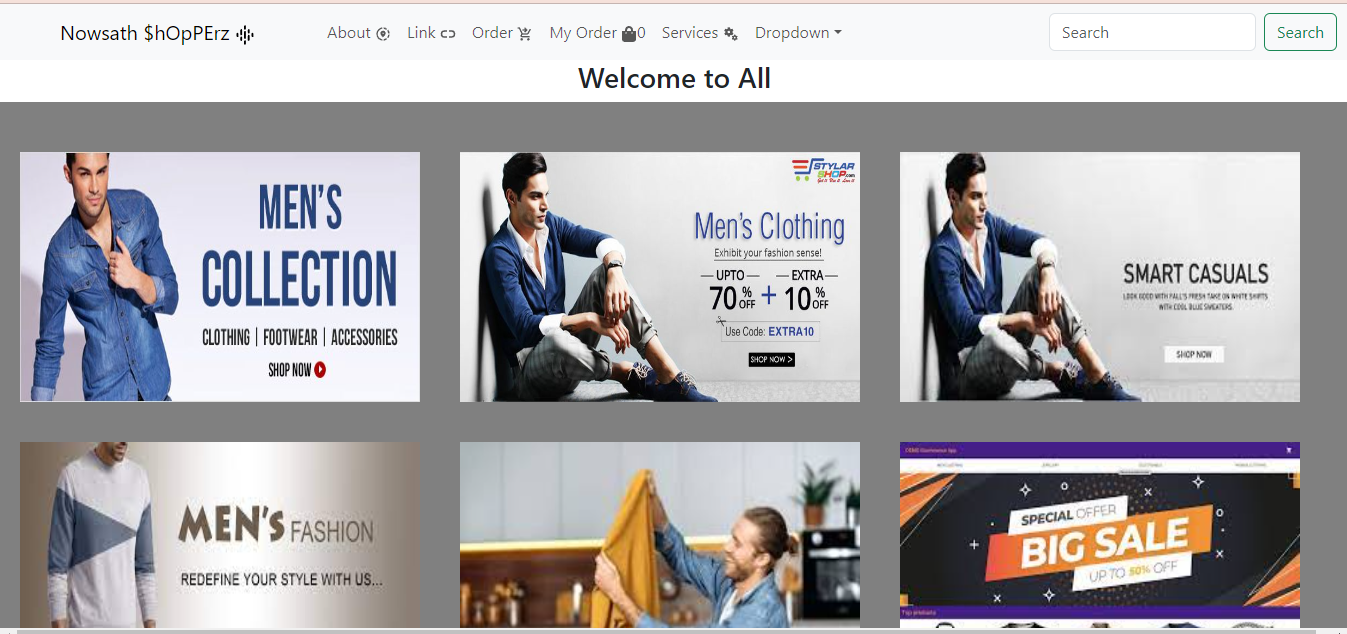 Nowsath $hOpPErz
About
Link
Order
My Order 0
Services
Dropdown
Search
Search
Welcome to All
MEN'S
COLLECTION
CLOTHING | FOOTWEAR | ACCESSORIES
SHOP NOW
STYLAR
SHOP.com
Men's Clothing
Exhibit your fashion sense!
UPTO EXTRA
70% OFF + 10% OFF
Use Code: EXTRA10
SHOP NOW >
SMART CASUALS
LOOK GOOD WITH FALL'S FRESH TAKE ON WHITE SHIRTS
WITH COOL BLUE SWEATERS.
SHOP NOW
MEN'S FASHION
REDEFINE YOUR STYLE WITH US...
SPECIAL OFFER
BIG SALE
UP TO 50% OFF
Top products